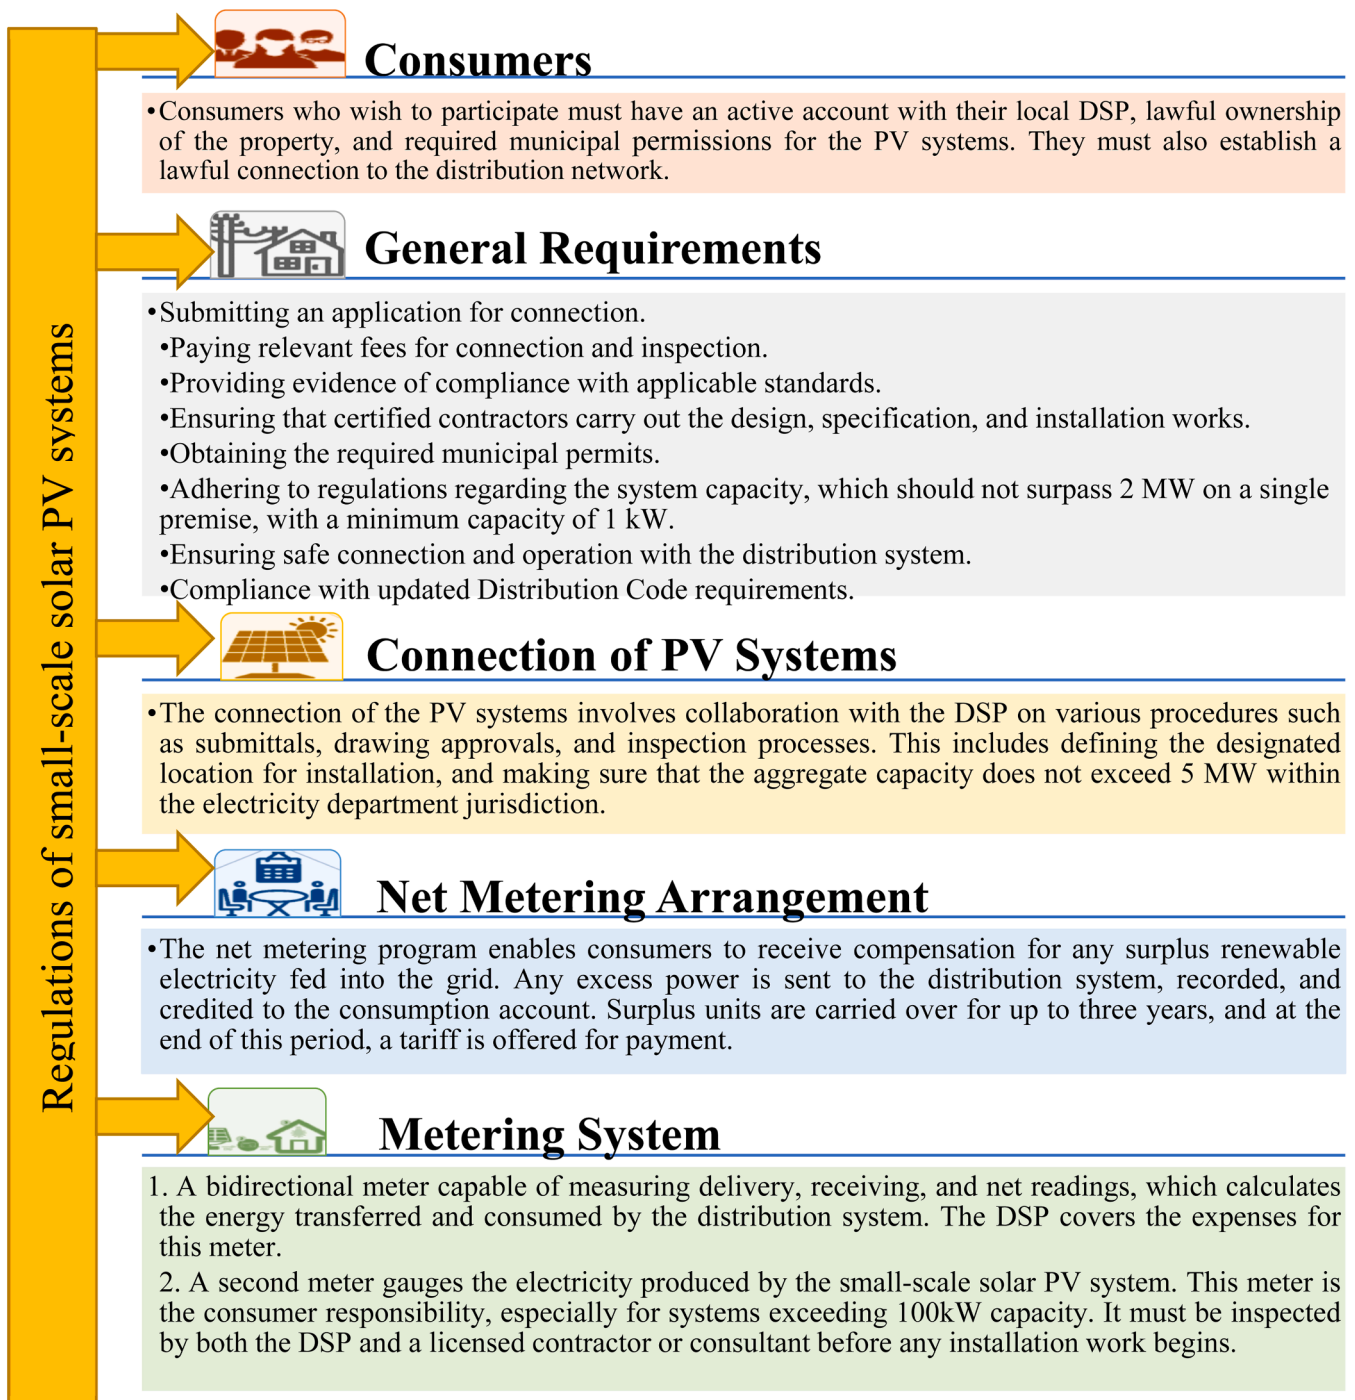 Regulations of small-scale solar PV systems
Consumers
•Consumers who wish to participate must have an active account with their local DSP, lawful ownership
of the property, and required municipal permissions for the PV systems. They must also establish a
lawful connection to the distribution network.
General Requirements
•Submitting an application for connection.
•Paying relevant fees for connection and inspection.
•Providing evidence of compliance with applicable standards.
•Ensuring that certified contractors carry out the design, specification, and installation works.
•Obtaining the required municipal permits.
•Adhering to regulations regarding the system capacity, which should not surpass 2 MW on a single
premise, with a minimum capacity of 1 kW.
•Ensuring safe connection and operation with the distribution system.
•Compliance with updated Distribution Code requirements.
Connection of PV Systems
•The connection of the PV systems involves collaboration with the DSP on various procedures such
as submittals, drawing approvals, and inspection processes. This includes defining the designated
location for installation, and making sure that the aggregate capacity does not exceed 5 MW within
the electricity department jurisdiction.
Net Metering Arrangement
•The net metering program enables consumers to receive compensation for any surplus renewable
electricity fed into the grid. Any excess power is sent to the distribution system, recorded, and
credited to the consumption account. Surplus units are carried over for up to three years, and at the
end of this period, a tariff is offered for payment.
Metering System
1. A bidirectional meter capable of measuring delivery, receiving, and net readings, which calculates
the energy transferred and consumed by the distribution system. The DSP covers the expenses for
this meter.
2. A second meter gauges the electricity produced by the small-scale solar PV system. This meter is
the consumer responsibility, especially for systems exceeding 100kW capacity. It must be inspected
by both the DSP and a licensed contractor or consultant before any installation work begins.